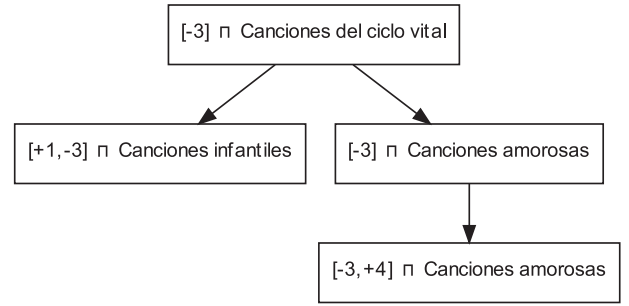 [-3] ⊓ Canciones del ciclo vital
[+1,-3] ⊓ Canciones infantiles
[-3] ⊓ Canciones amorosas
[-3,+4] ⊓ Canciones amorosas